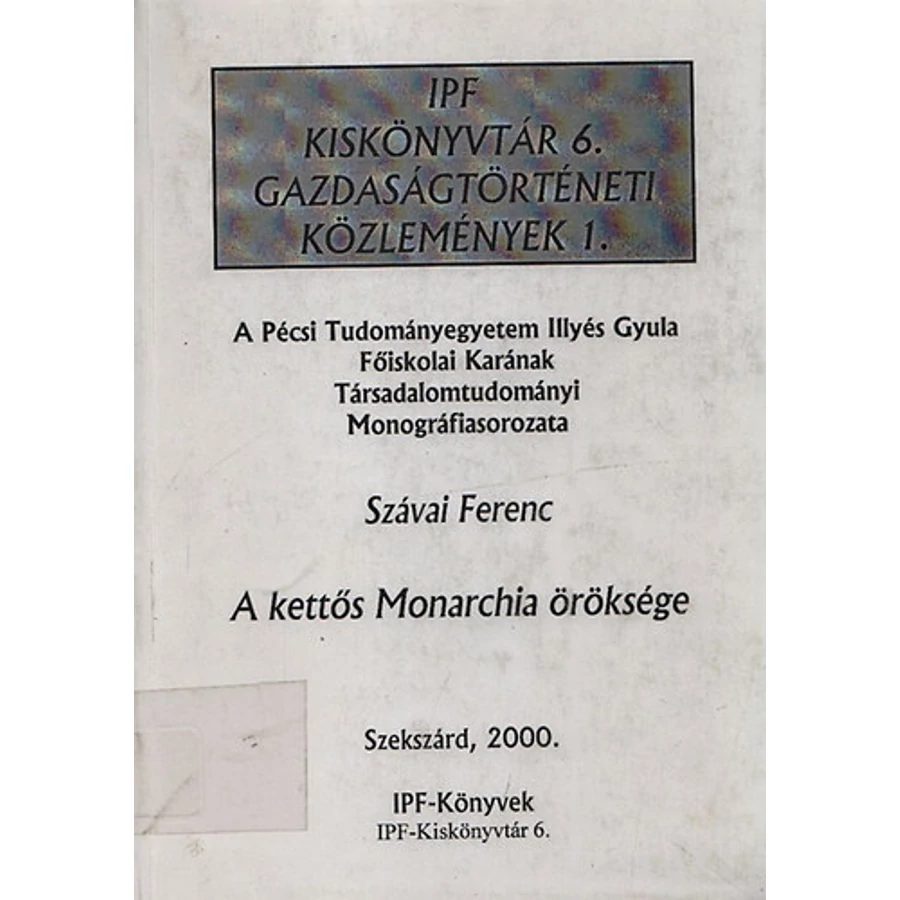 IPF
KISKÖNYVTÁR 6.
GAZDASÁGTÖRTÉNETI
KÖZLEMÉNYEK 1.
A Pécsi Tudományegyetem Illyés Gyula
Főiskolai Karának
Társadalomtudományi
Monográfiasorozata
Szávai Ferenc
A kettős Monarchia öröksége
Szekszárd, 2000.
IPF-Könyvek
IPF-Kiskönyvtár 6.